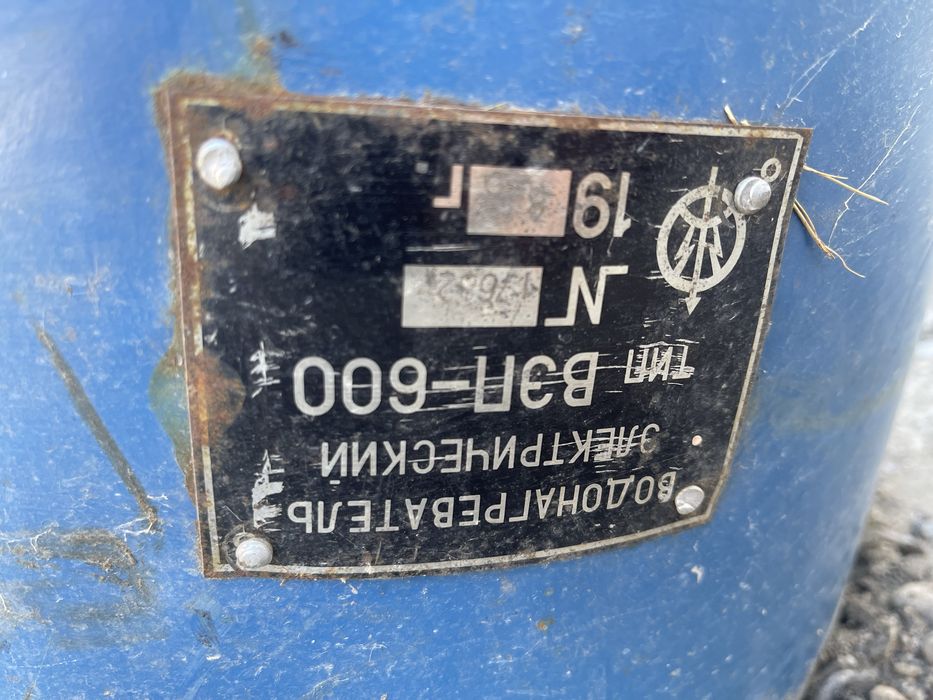 ВОДОНАГРЕВАТЕЛЬ
ЭЛЕКТРИЧЕСКИЙ
ТИП ВЭП-600
№
19 г